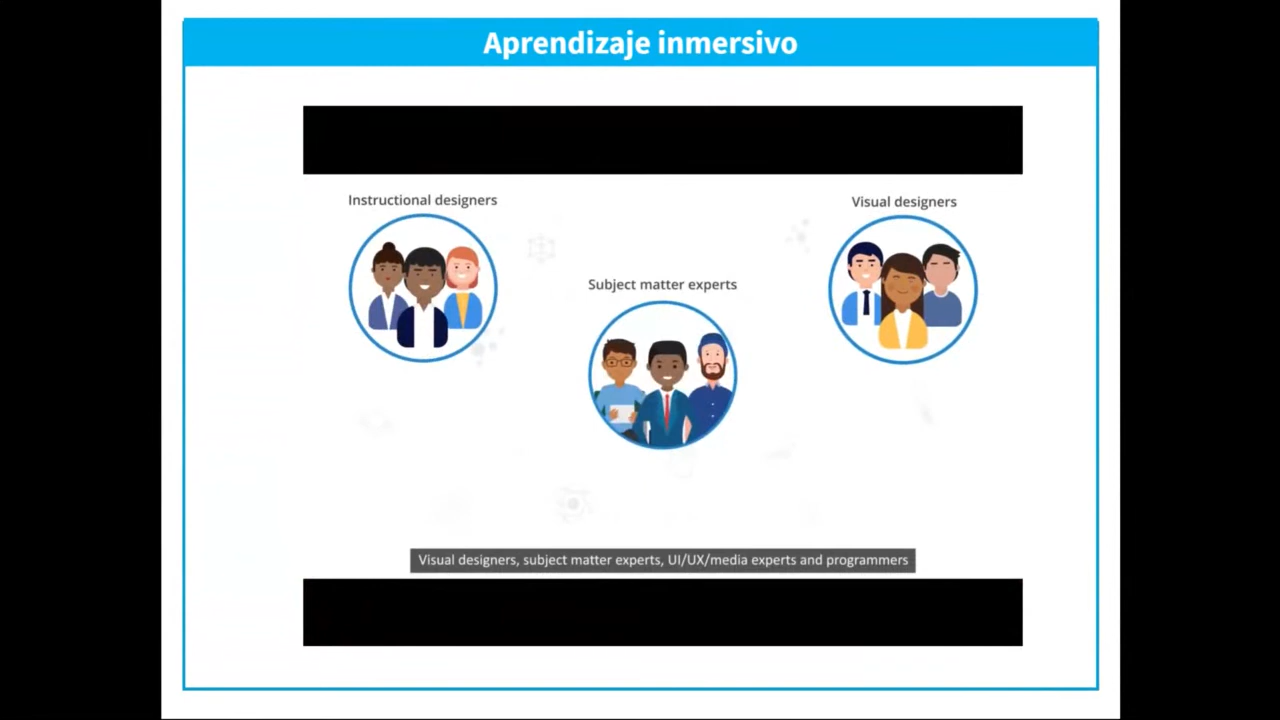 Aprendizaje inmersivo
Instructional designers
Visual designers
Subject matter experts
Visual designers, subject matter experts, UI/UX/media experts and programmers